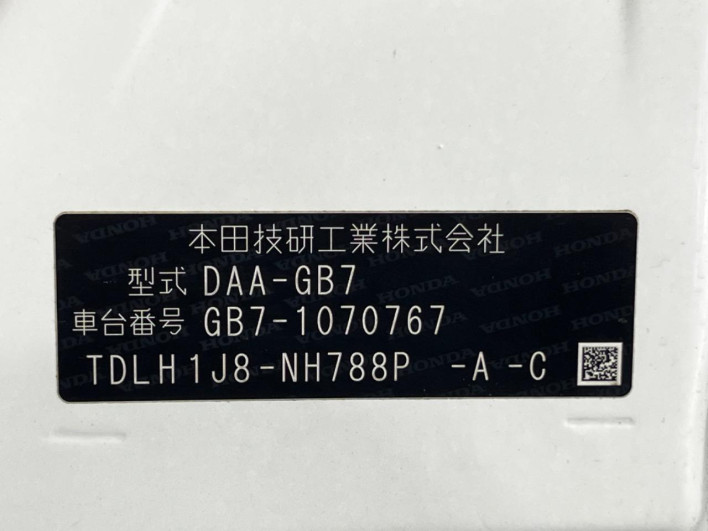 本田技研工業株式会社
型式 DAA-GB7
車台番号 GB7-1070767
TDLH1J8-NH788P -A-C